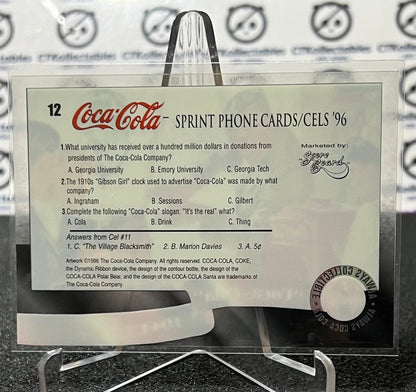 12 Coca-Cola SPRINT PHONE CARDS/CELS '96
1.What university has received over a hundred million dollars in donations from
presidents of The Coca-Cola Company?
A. Georgia University B. Emory University C. Georgia Tech
2.The 1910s "Gibson Girl" clock used to advertise "Coca-Cola" was made by what
company?
A. Ingraham B .Sessions C. Gilbert
3.Complete the following "Coca-Cola" slogan: "It's the real" what?
A. Cola B. Drink C. Thing
Marketed by:
Score Board
Answers from Cel #11
1. C. "The Village Blacksmith" 2. B. Marion Davies 3. A. 5¢
Artwork ©1996 The Coca-Cola Company. All rights reserved. COCA-COLA, COKE,
the Dynamic Ribbon device, the design of the contour bottle, the design of the
COCA-COLA Polar Bear, and the design of the COCA-COLA Santa are trademarks of
The Coca-Cola Company.
ALWAYS COLLECTIBLE
ALWAYS COCA-COLA
CTKollectables